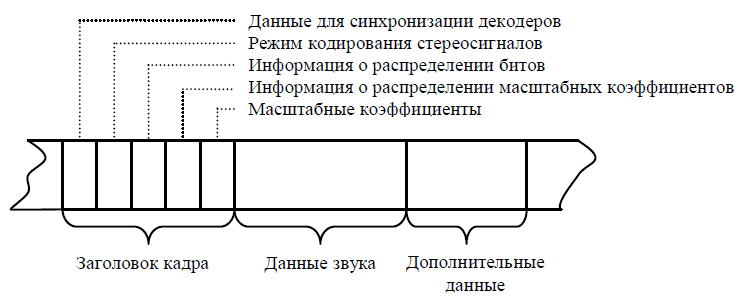 Данные для синхронизации декодеров
Режим кодирования стереосигналов
Информация о распределении битов
Информация о распределении масштабных коэффициентов
Масштабные коэффициенты
Заголовок кадра
Данные звука
Дополнительные
данные